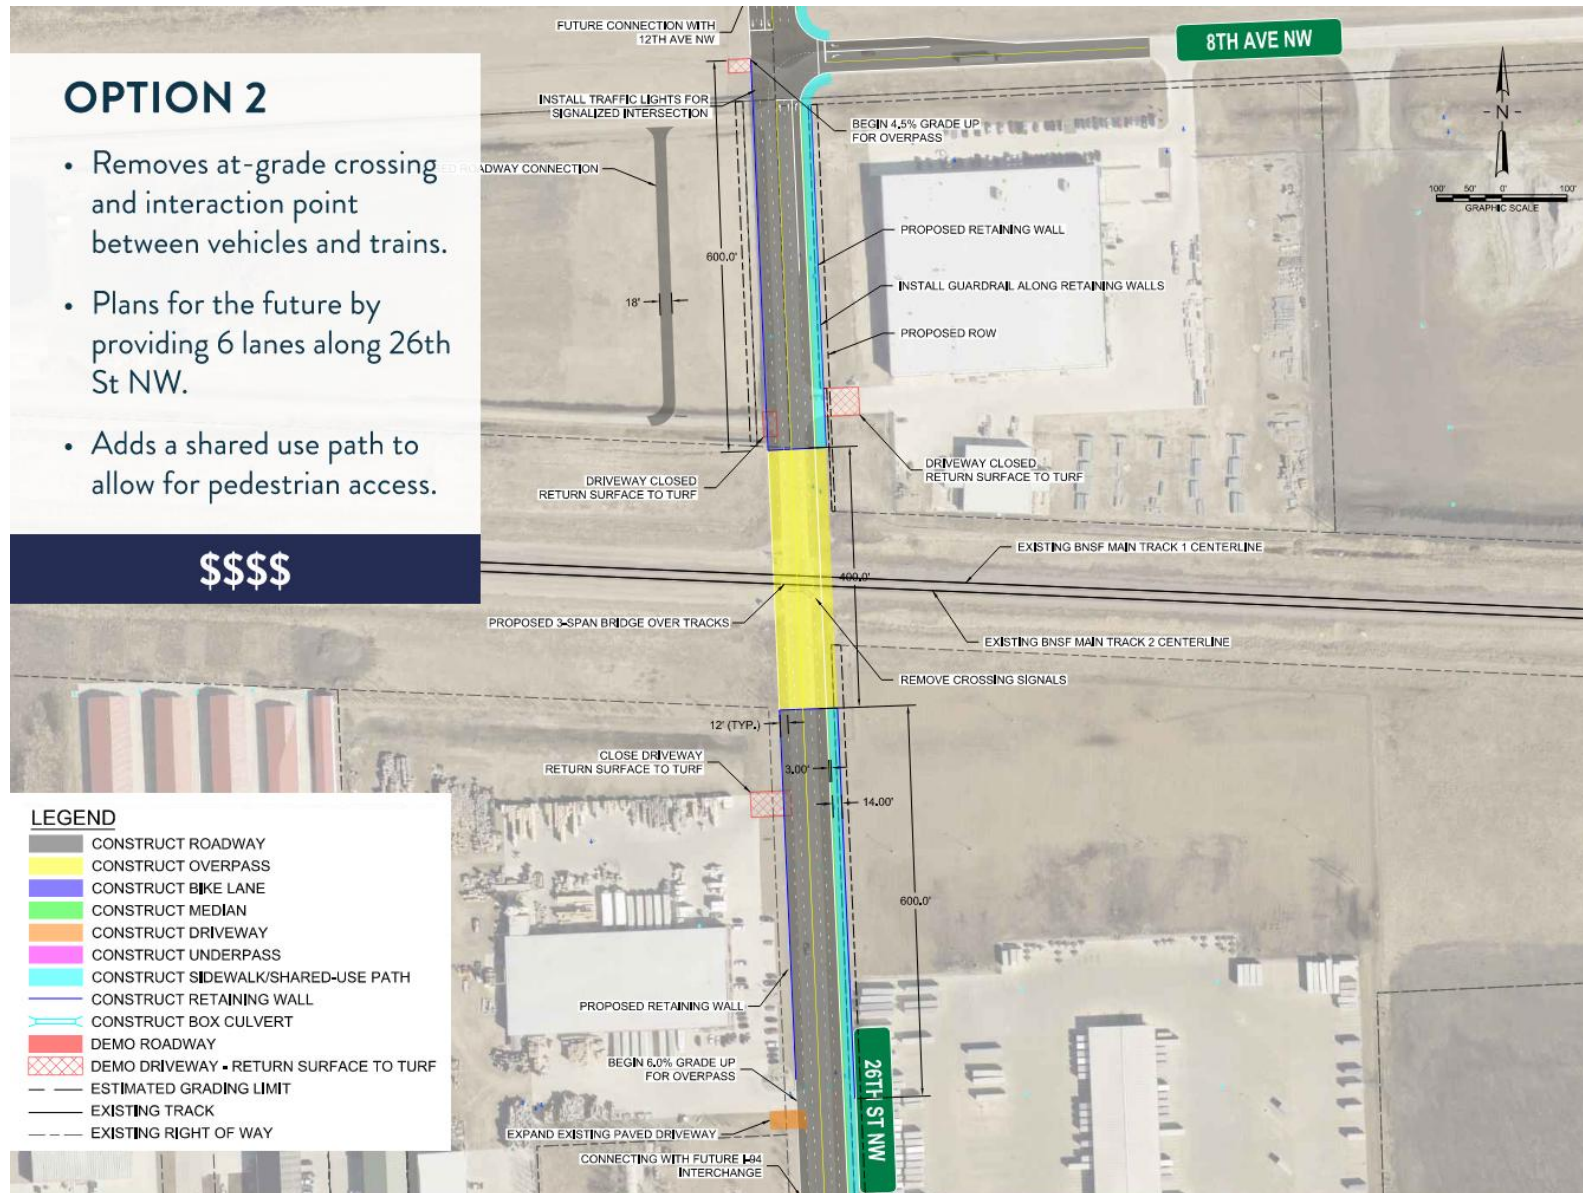 FUTURE CONNECTION WITH
12TH AVE NW
8TH AVE NW
OPTION 2
• Removes at-grade crossing
and interaction point
between vehicles and trains.
• Plans for the future by
providing 6 lanes along 26th
St NW.
• Adds a shared use path to
allow for pedestrian access.
$$$$
INSTALL TRAFFIC LIGHTS FOR
SIGNALIZED INTERSECTION
BEGIN 4.5% GRADE UP
FOR OVERPASS
ROADWAY CONNECTION
N
100' 50' 0' 100'
GRAPHIC SCALE
PROPOSED RETAINING WALL
600.0'
INSTALL GUARDRAIL ALONG RETAINING WALLS
18'
PROPOSED ROW
DRIVEWAY CLOSED
RETURN SURFACE TO TURF
DRIVEWAY CLOSED
RETURN SURFACE TO TURF
EXISTING BNSF MAIN TRACK 1 CENTERLINE
400.0'
PROPOSED 3-SPAN BRIDGE OVER TRACKS
EXISTING BNSF MAIN TRACK 2 CENTERLINE
REMOVE CROSSING SIGNALS
12' (TYP.)
CLOSE DRIVEWAY
RETURN SURFACE TO TURF
3.00'
14.00'
600.0'
PROPOSED RETAINING WALL
BEGIN 6.0% GRADE UP
FOR OVERPASS
26TH ST NW
EXPAND EXISTING PAVED DRIVEWAY
CONNECTING WITH FUTURE I-94
INTERCHANGE
LEGEND
CONSTRUCT ROADWAY
CONSTRUCT OVERPASS
CONSTRUCT BIKE LANE
CONSTRUCT MEDIAN
CONSTRUCT DRIVEWAY
CONSTRUCT UNDERPASS
CONSTRUCT SIDEWALK/SHARED-USE PATH
CONSTRUCT RETAINING WALL
CONSTRUCT BOX CULVERT
DEMO ROADWAY
DEMO DRIVEWAY - RETURN SURFACE TO TURF
ESTIMATED GRADING LIMIT
EXISTING TRACK
EXISTING RIGHT OF WAY